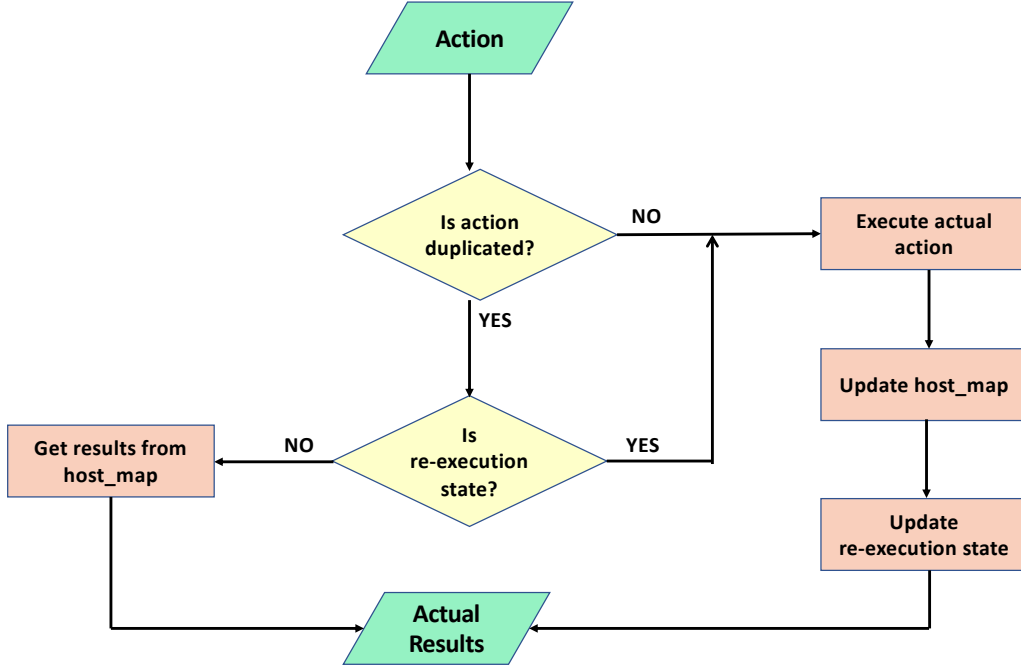 Action
Is action
duplicated?
NO
Execute actual
action
YES
Update host_map
Is
re-execution
state?
NO
YES
Get results from
host_map
Update
re-execution state
Actual
Results